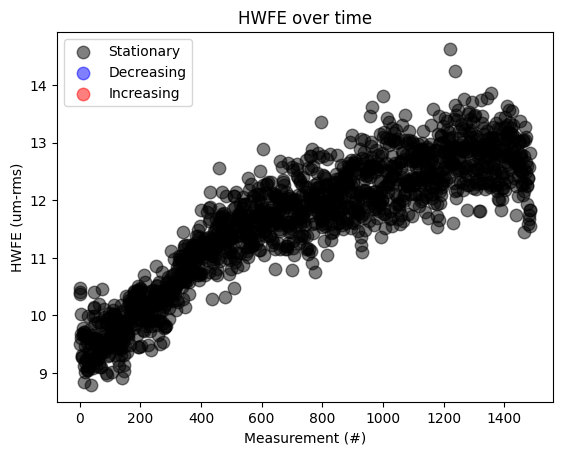 HWFE over time
Stationary
Decreasing
Increasing
HWFE (um-rms)
14
13
12
11
10
9
0 200 400 600 800 1000 1200 1400
Measurement (#)